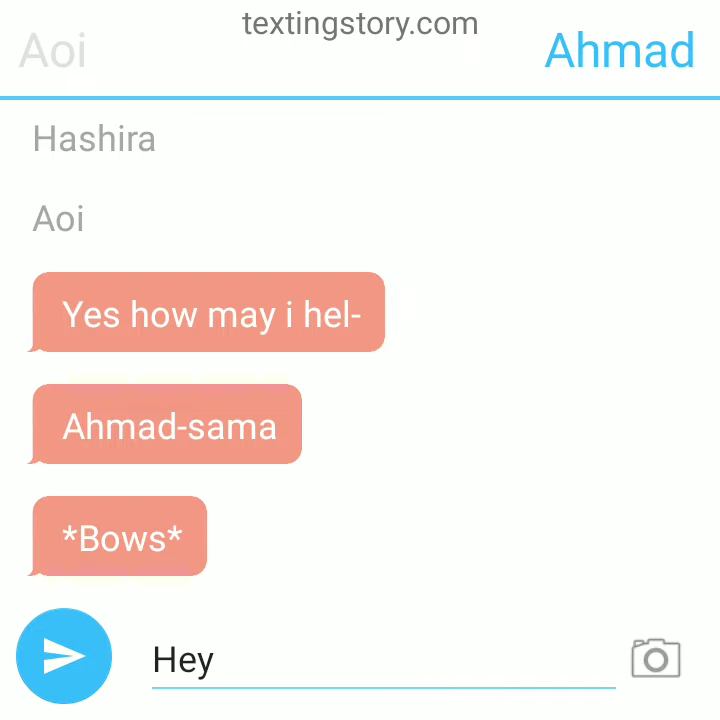 textingstory.com
Aoi
Ahmad
Hashira
Aoi
Yes how may i hel-
Ahmad-sama
*Bows*
Hey